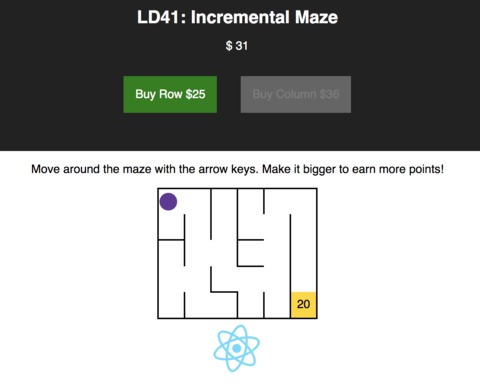 LD41: Incremental Maze
$ 31
Buy Row $25
Buy Column $36
Move around the maze with the arrow keys. Make it bigger to earn more points!
20